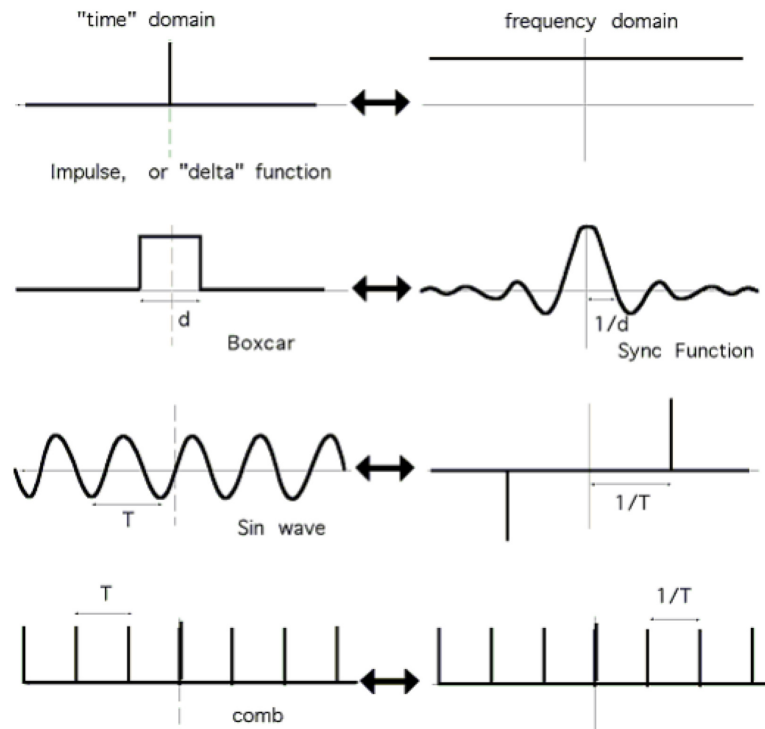 "time" domain
frequency domain
Impulse, or "delta" function
d
Boxcar
1/d
Sync Function
T
Sin wave
1/T
T
1/T
comb